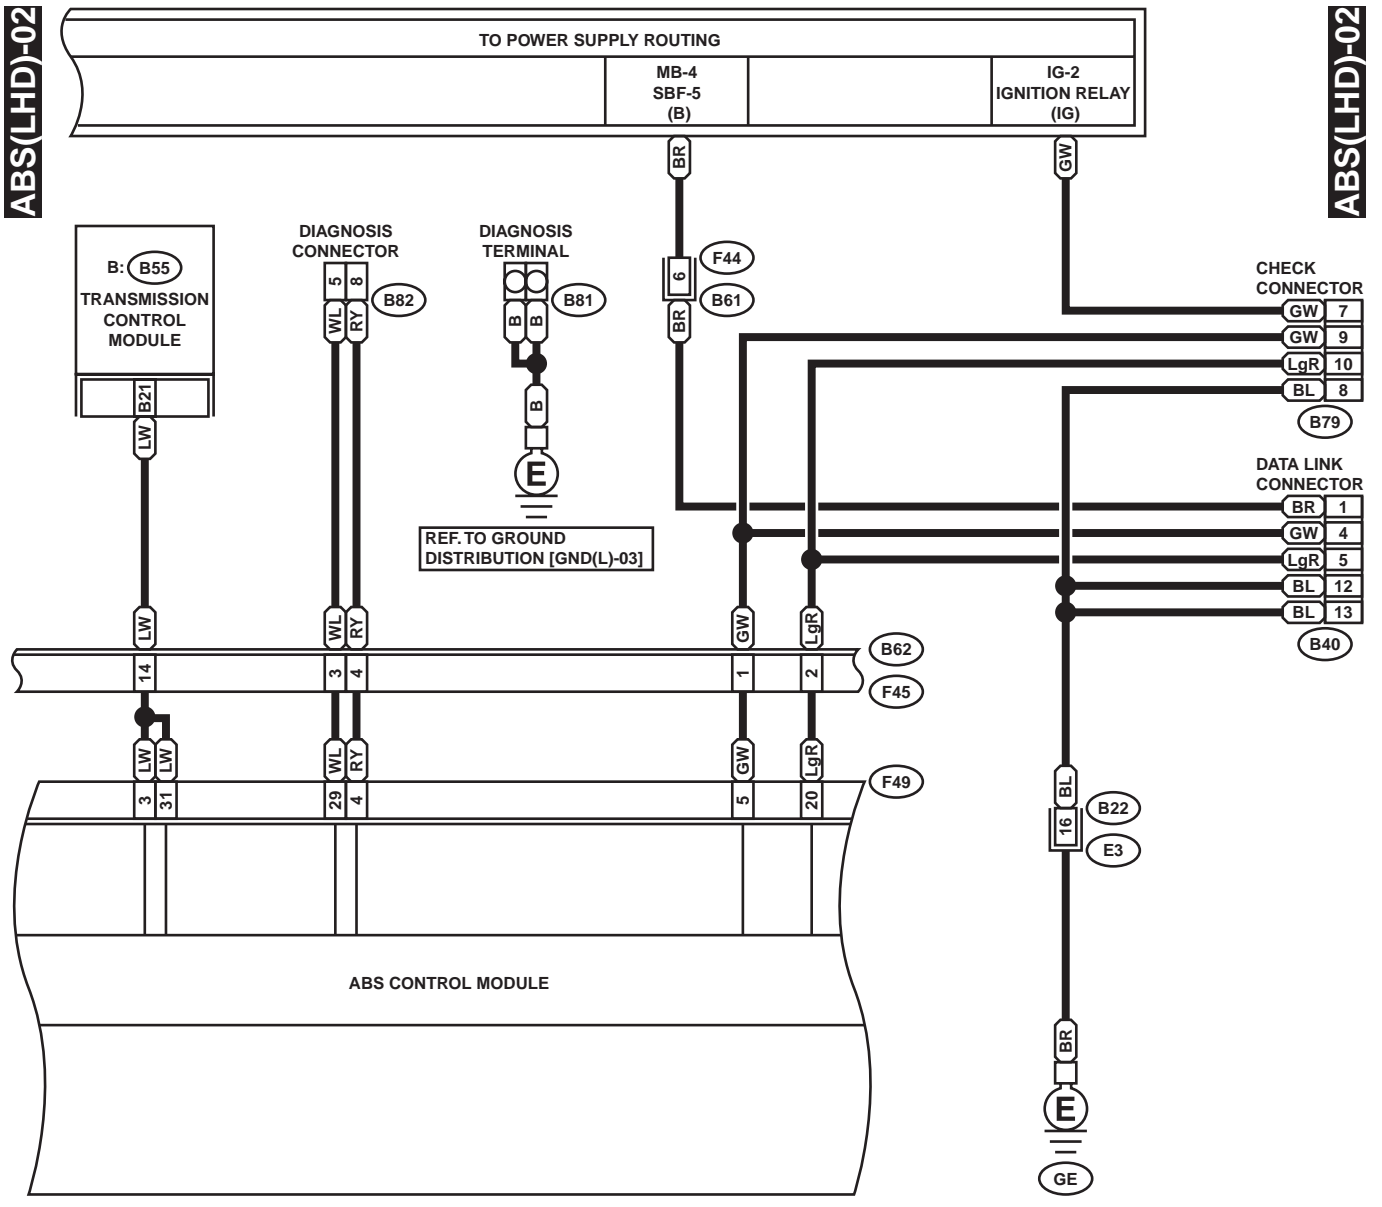 ABS(LHD)-02
ABS(LHD)-02
TO POWER SUPPLY ROUTING
MB-4
SBF-5
(B)
IG-2
IGNITION RELAY
(IG)
BR
GW
B: B55
TRANSMISSION
CONTROL
MODULE
B21
LW
DIAGNOSIS
CONNECTOR
5 8
B82
WL RY
DIAGNOSIS
TERMINAL
B81
B B
B
E
REF. TO GROUND
DISTRIBUTION [GND(L)-03]
F44
6
B61
BR
CHECK
CONNECTOR
GW 7
GW 9
LgR 10
BL 8
B79
DATA LINK
CONNECTOR
BR 1
GW 4
LgR 5
BL 12
BL 13
B40
LW WL RY GW LgR
B62
14 3 4 1 2
F45
LW LW WL RY GW LgR
F49
3 31 29 4 5 20
BL
B22
16
E3
ABS CONTROL MODULE
BR
E
GE